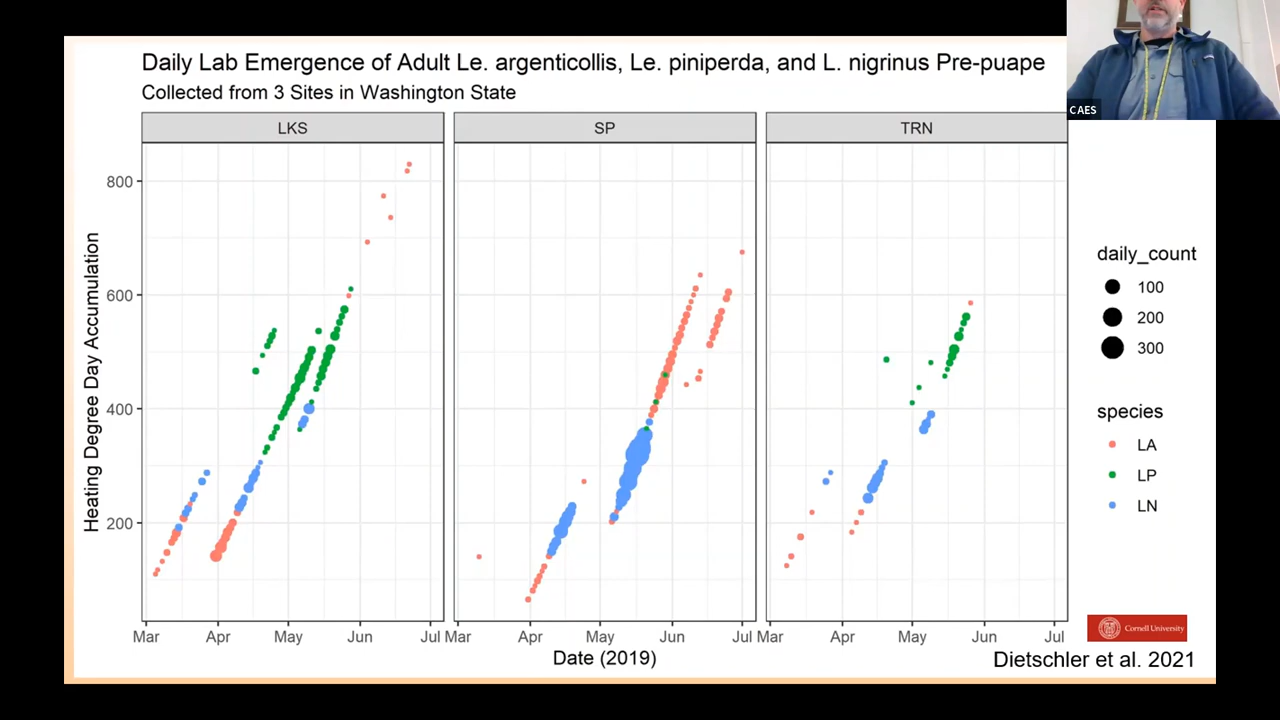 Daily Lab Emergence of Adult Le. argenticollis, Le. piniperda, and L. nigrinus Pre-puape
Collected from 3 Sites in Washington State
CAES
LKS
SP
TRN
Heating Degree Day Accumulation
800
600
400
200
Mar Apr May Jun Jul
Mar Apr May Jun Jul
Mar Apr May Jun Jul
Date (2019)
daily_count
100
200
300
species
LA
LP
LN
Cornell University
Dietschler et al. 2021